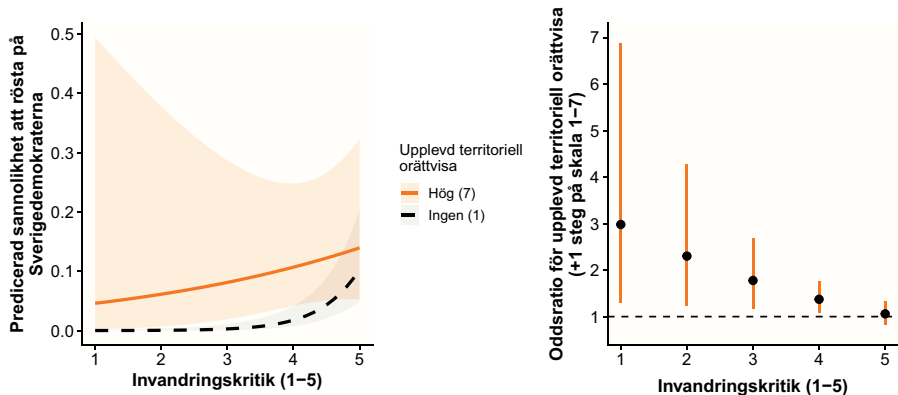 Predicerad sannolikhet att rösta på
Sverigedemokraterna
0.5
0.4
0.3
0.2
0.1
0.0
1 2 3 4 5
Invandringskritik (1−5)
Upplevd territoriell
orättvisa
Hög (7)
Ingen (1)
Oddsratio för upplevd territoriell orättvisa
(+1 steg på skala 1−7)
7
6
5
4
3
2
1
1 2 3 4 5
Invandringskritik (1−5)